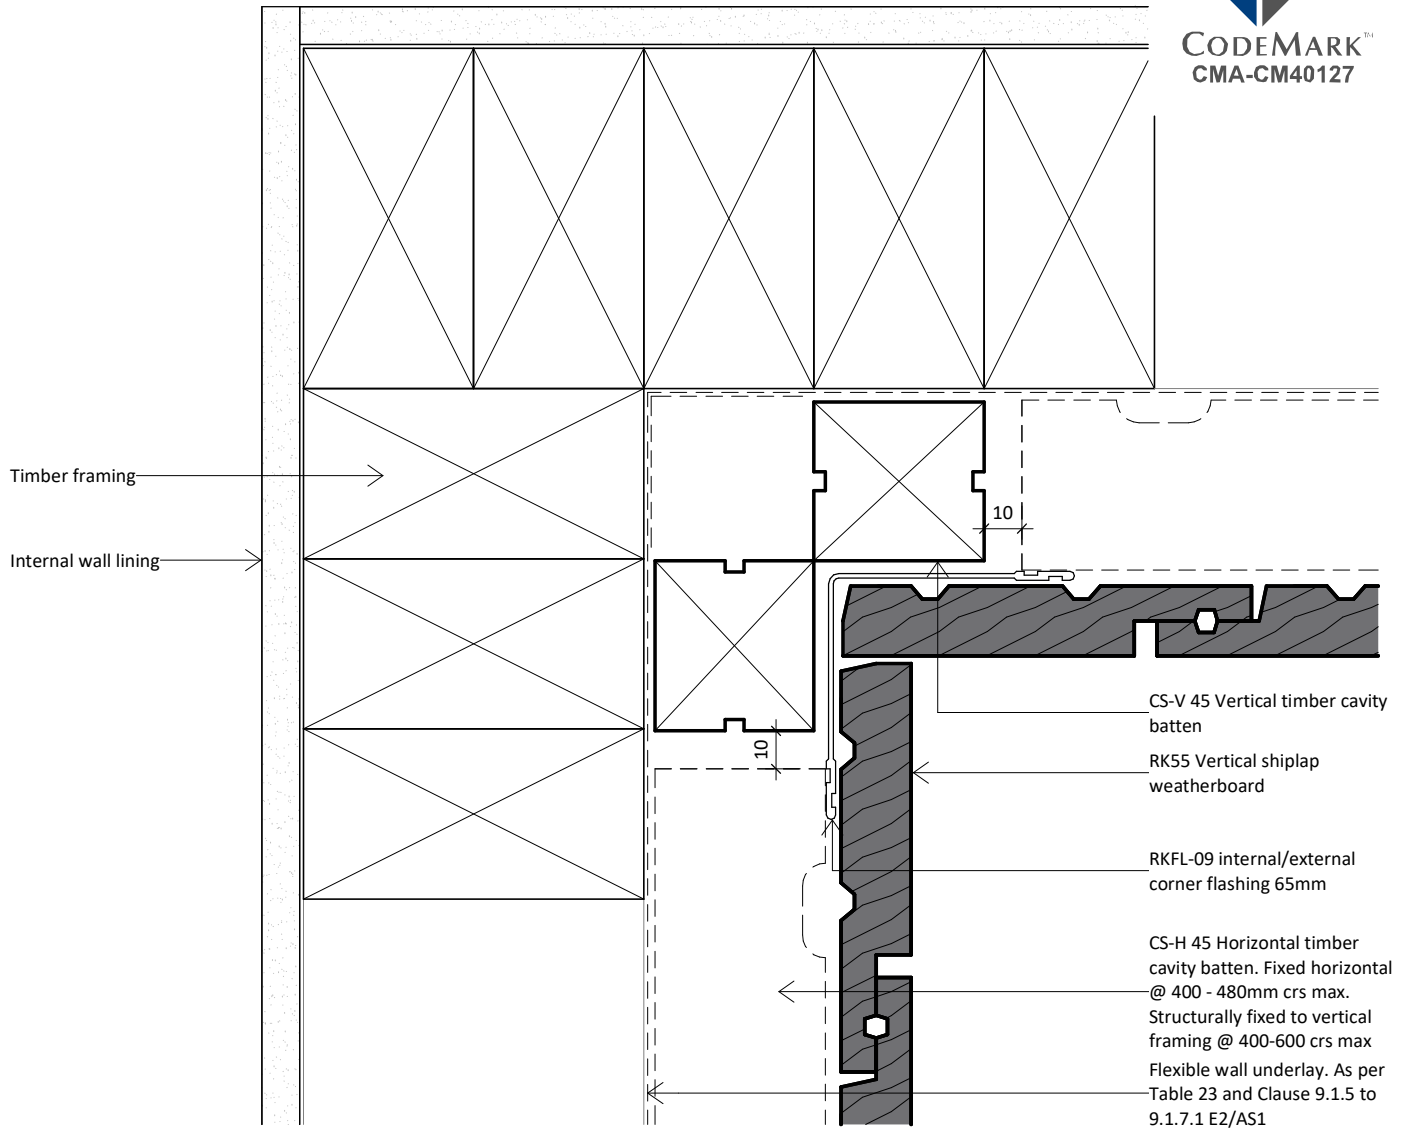 CODEMARK™
CMA-CM40127
Timber framing
Internal wall lining
10
10
CS-V 45 Vertical timber cavity
batten
RK55 Vertical shiplap
weatherboard
RKFL-09 internal/external
corner flashing 65mm
CS-H 45 Horizontal timber
cavity batten. Fixed horizontal
@ 400 - 480mm crs max.
Structurally fixed to vertical
framing @ 400-600 crs max
Flexible wall underlay. As per
Table 23 and Clause 9.1.5 to
9.1.7.1 E2/AS1